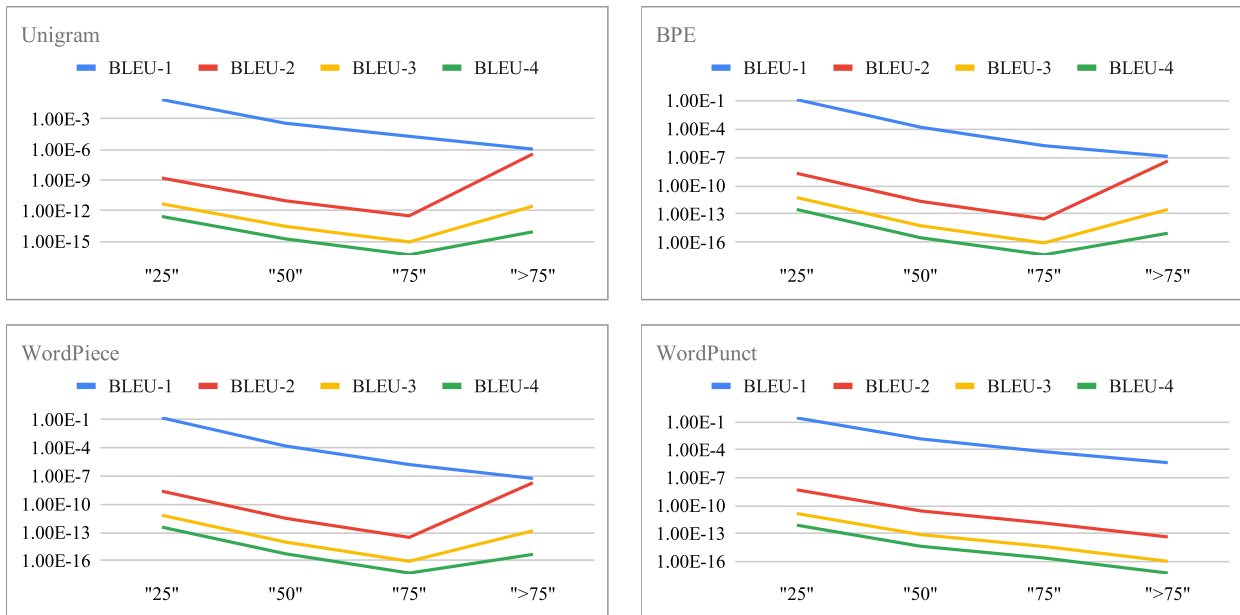 Unigram
BLEU-1 BLEU-2 BLEU-3 BLEU-4
1.00E-3
1.00E-6
1.00E-9
1.00E-12
1.00E-15
"25" "50" "75" ">75"
BPE
BLEU-1 BLEU-2 BLEU-3 BLEU-4
1.00E-1
1.00E-4
1.00E-7
1.00E-10
1.00E-13
1.00E-16
"25" "50" "75" ">75"
WordPiece
BLEU-1 BLEU-2 BLEU-3 BLEU-4
1.00E-1
1.00E-4
1.00E-7
1.00E-10
1.00E-13
1.00E-16
"25" "50" "75" ">75"
WordPunct
BLEU-1 BLEU-2 BLEU-3 BLEU-4
1.00E-1
1.00E-4
1.00E-7
1.00E-10
1.00E-13
1.00E-16
"25" "50" "75" ">75"